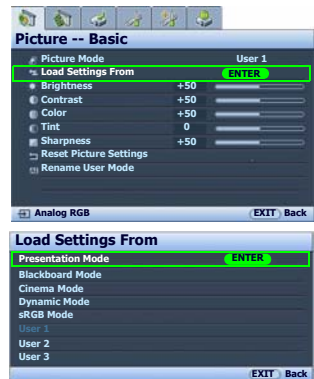 Picture -- Basic
Picture Mode User 1
Load Settings From ENTER
Brightness +50
Contrast +50
Color +50
Tint 0
Sharpness +50
Reset Picture Settings
Rename User Mode
Analog RGB EXIT Back
Load Settings From
Presentation Mode ENTER
Blackboard Mode
Cinema Mode
Dynamic Mode
sRGB Mode
User 1
User 2
User 3
EXIT Back